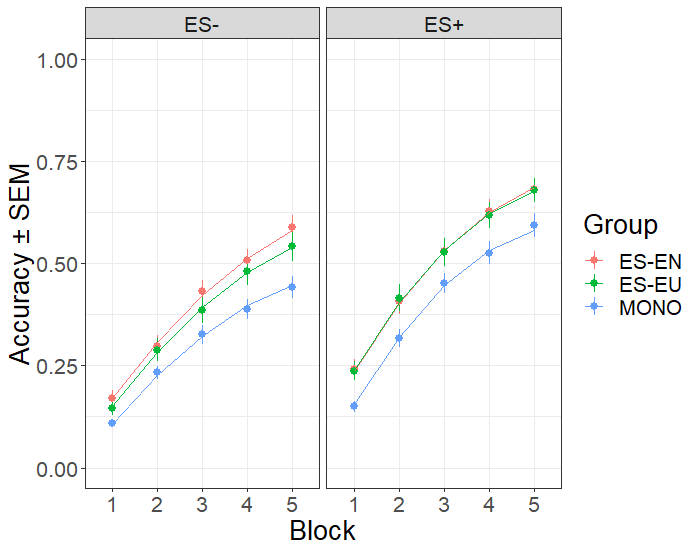 ES- ES+
Accuracy ± SEM
1.00
0.75
0.50
0.25
0.00
1 2 3 4 5 1 2 3 4 5
Block
Group
ES-EN
ES-EU
MONO